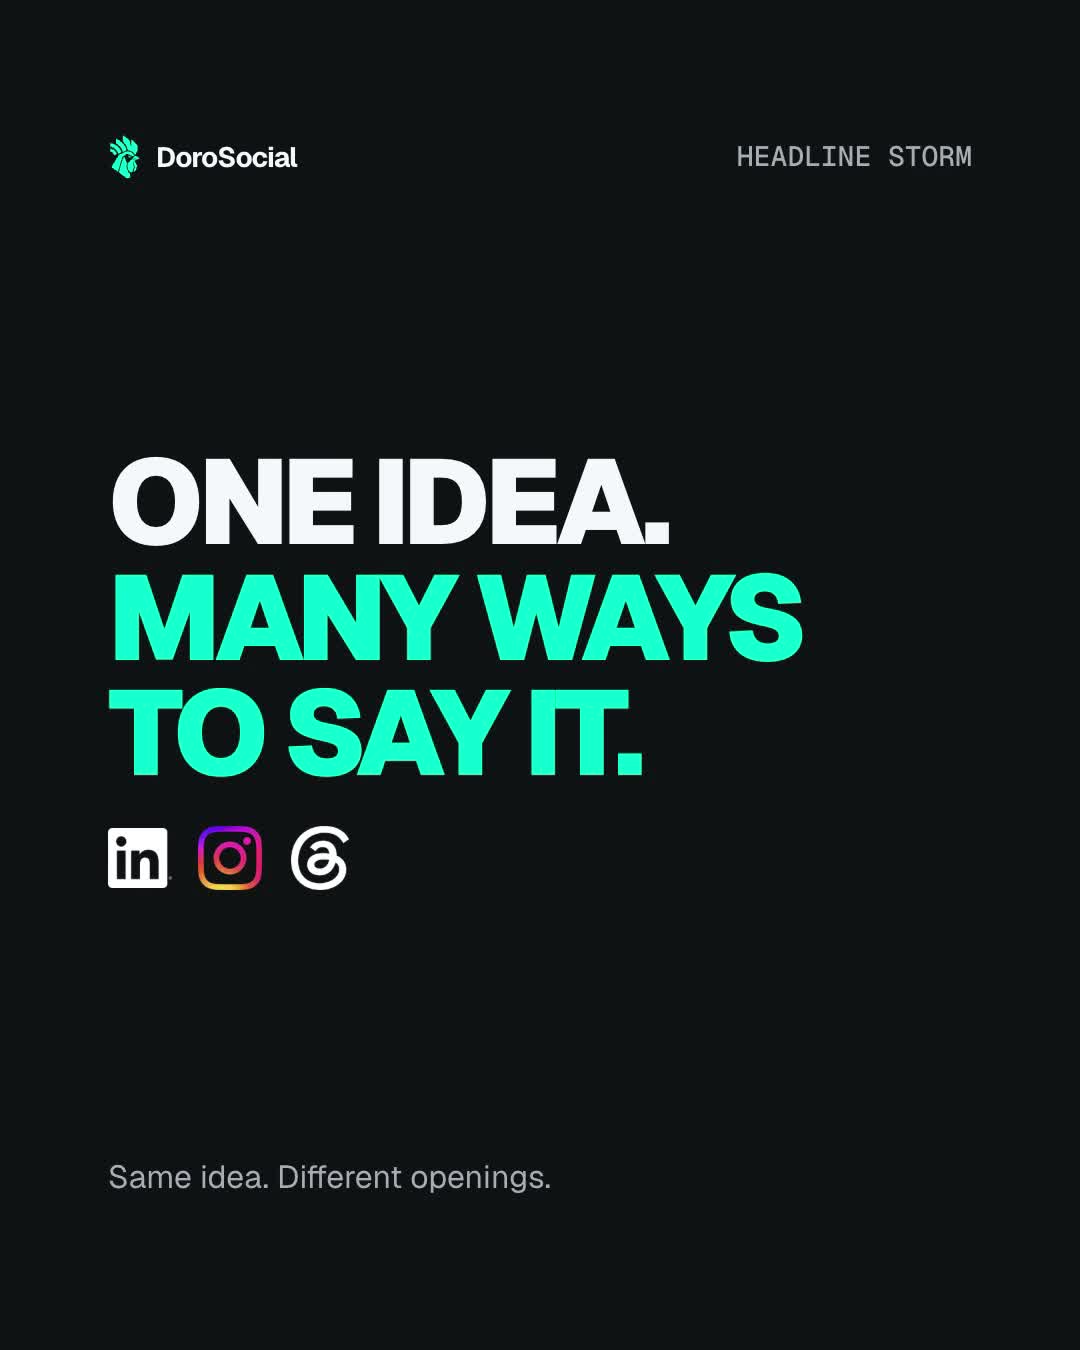 DoroSocial
HEADLINE STORM
ONE IDEA.
MANY WAYS
TO SAY IT.
in
Same idea. Different openings.